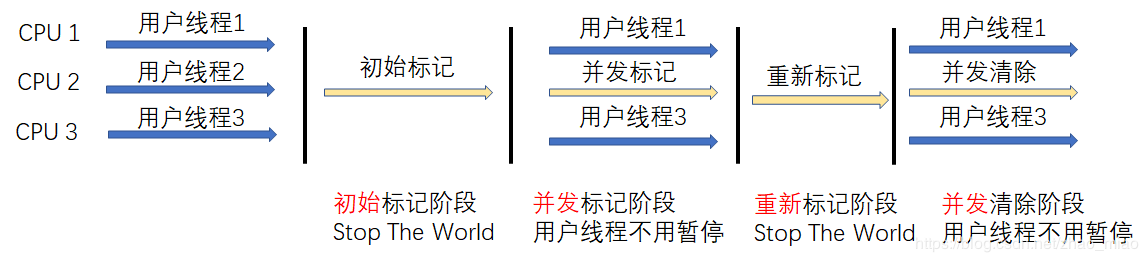 CPU 1
用户线程1
CPU 2
用户线程2
CPU 3
用户线程3
初始标记
用户线程1
并发标记
用户线程3
重新标记
用户线程1
并发清除
用户线程3
初始标记阶段
Stop The World
并发标记阶段
用户线程不用暂停
重新标记阶段
Stop The World
并发清除阶段
用户线程不用暂停
https://blog.csdn.net/zhao_miao